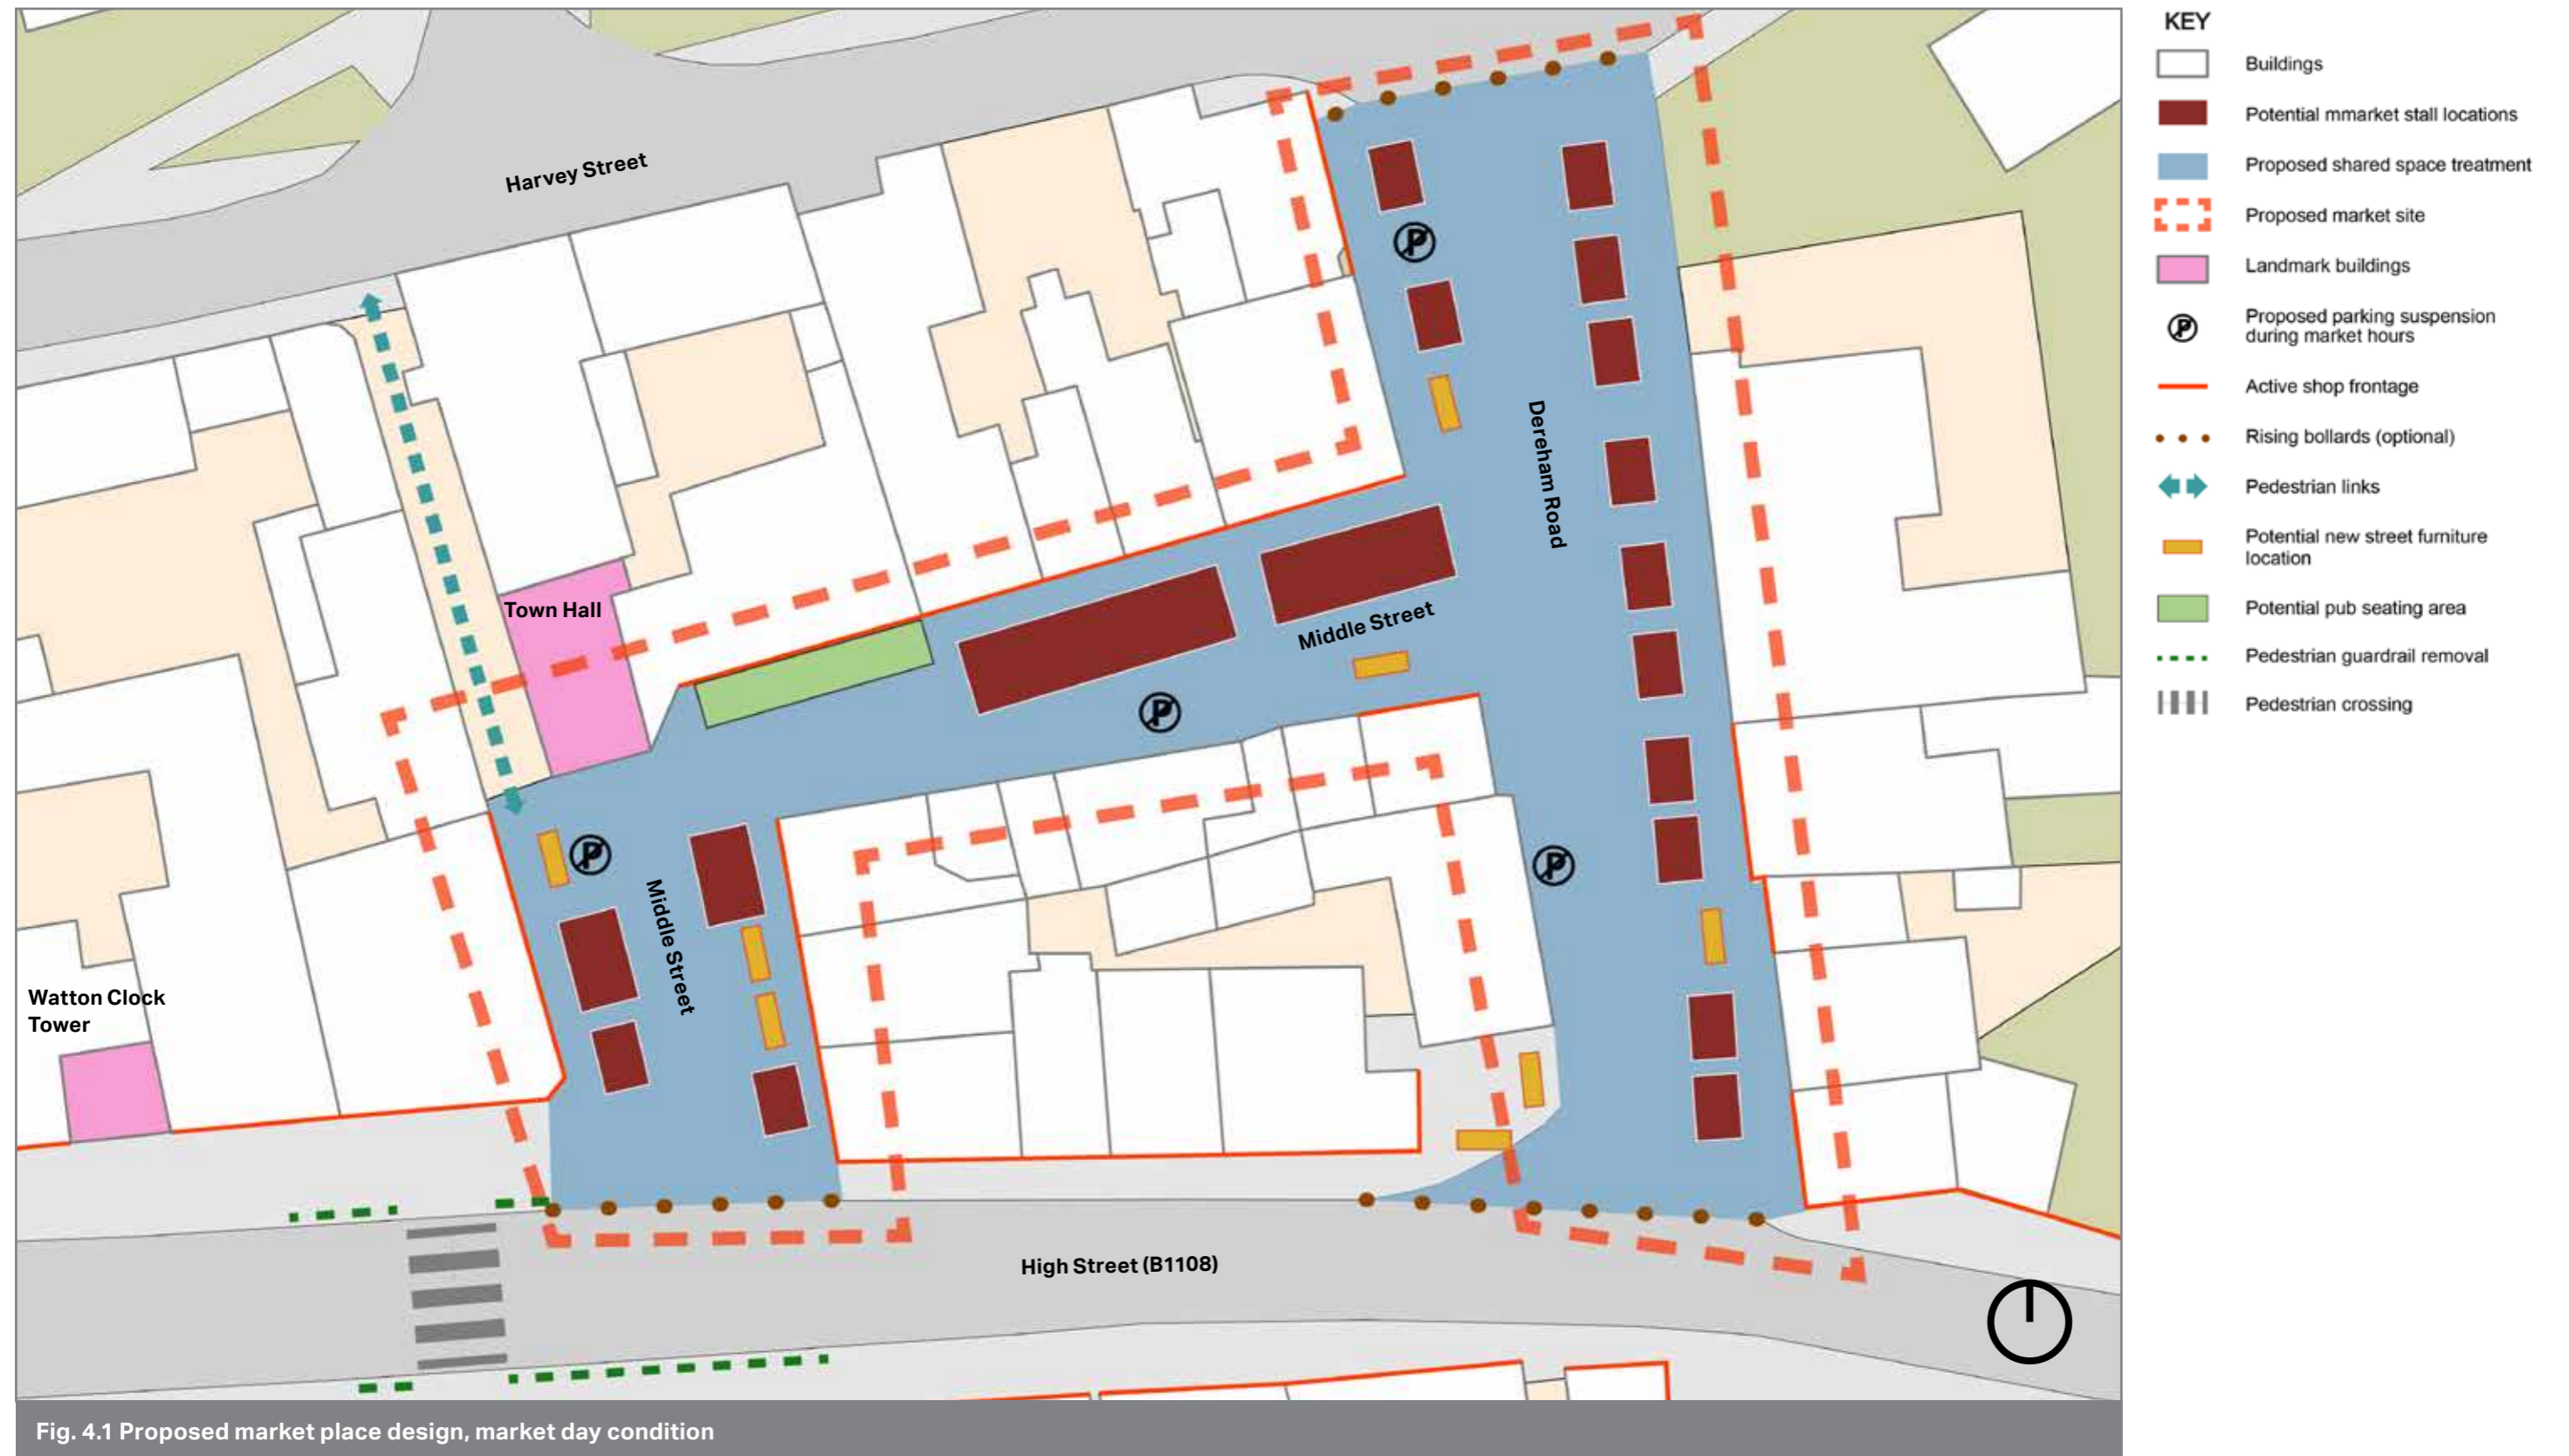 Harvey Street
Dereham Road
Town Hall
Middle Street
Middle Street
Watton Clock
Tower
High Street (B1108)
Fig. 4.1 Proposed market place design, market day condition
KEY
Buildings
Potential mmarket stall locations
Proposed shared space treatment
Proposed market site
Landmark buildings
P
Proposed parking suspension
during market hours
Active shop frontage
Rising bollards (optional)
Pedestrian links
Potential new street furniture
location
Potential pub seating area
Pedestrian guardrail removal
Pedestrian crossing
P
P
P
P